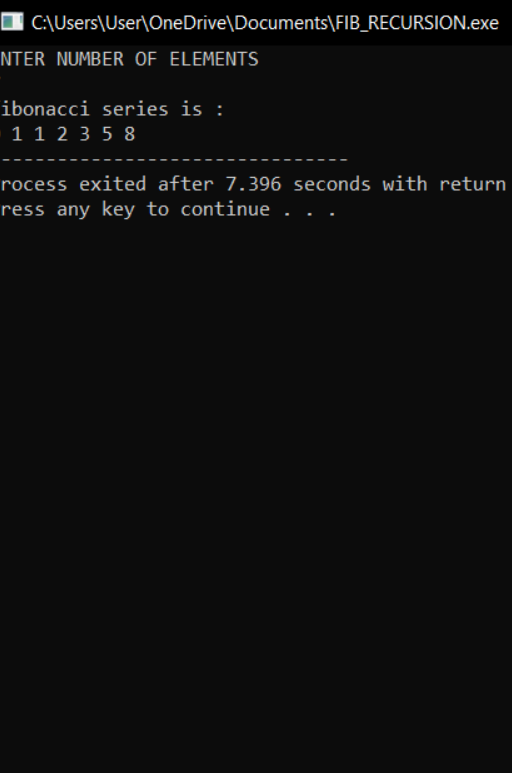 C:\Users\User\OneDrive\Documents\FIB_RECURSION.exe
NTER NUMBER OF ELEMENTS
ibonacci series is :
1 1 2 3 5 8
-------------------------------
rocess exited after 7.396 seconds with return
ress any key to continue . . .